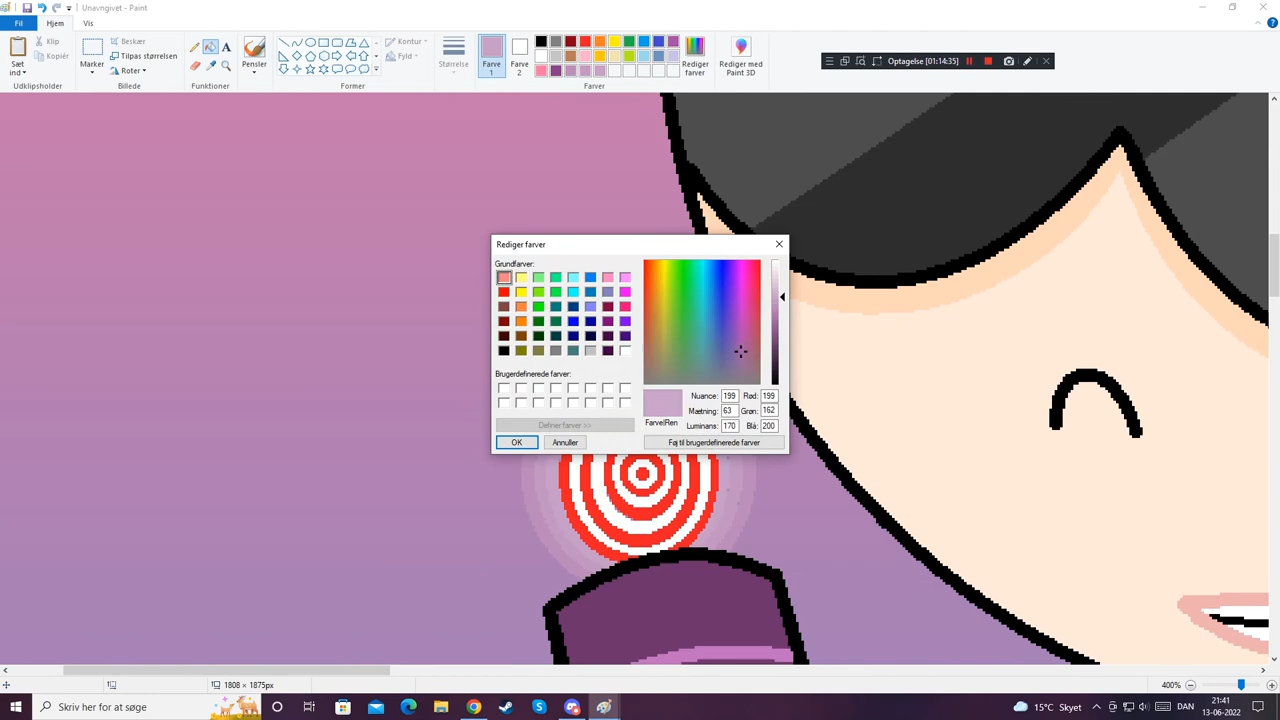 Unavngivet - Paint
Fil Hjem Vis
Sæt ind
Klip
Kopiér
Udklipsholder
Marker
Beskær
Tilpas størrelsen
Roter
Billede
A
Funktioner
Pensler
Kontur
Fyld
Former
Størrelse
Farve 1
Farve 2
Rediger farver
Farver
Rediger med Paint 3D
Optagelse [01:14:35]
Rediger farver
Grundfarver:
Brugerdefinerede farver:
Definer farver >>
OK Annuller
Farve|Ren
Nuance: 199 Rød: 199
Mætning: 63 Grøn: 162
Luminans: 170 Blå: 200
Føj til brugerdefinerede farver
1808 × 1875px
400%
Skriv her for at søge
15°C Skyet
DAN
21:41
13-06-2022